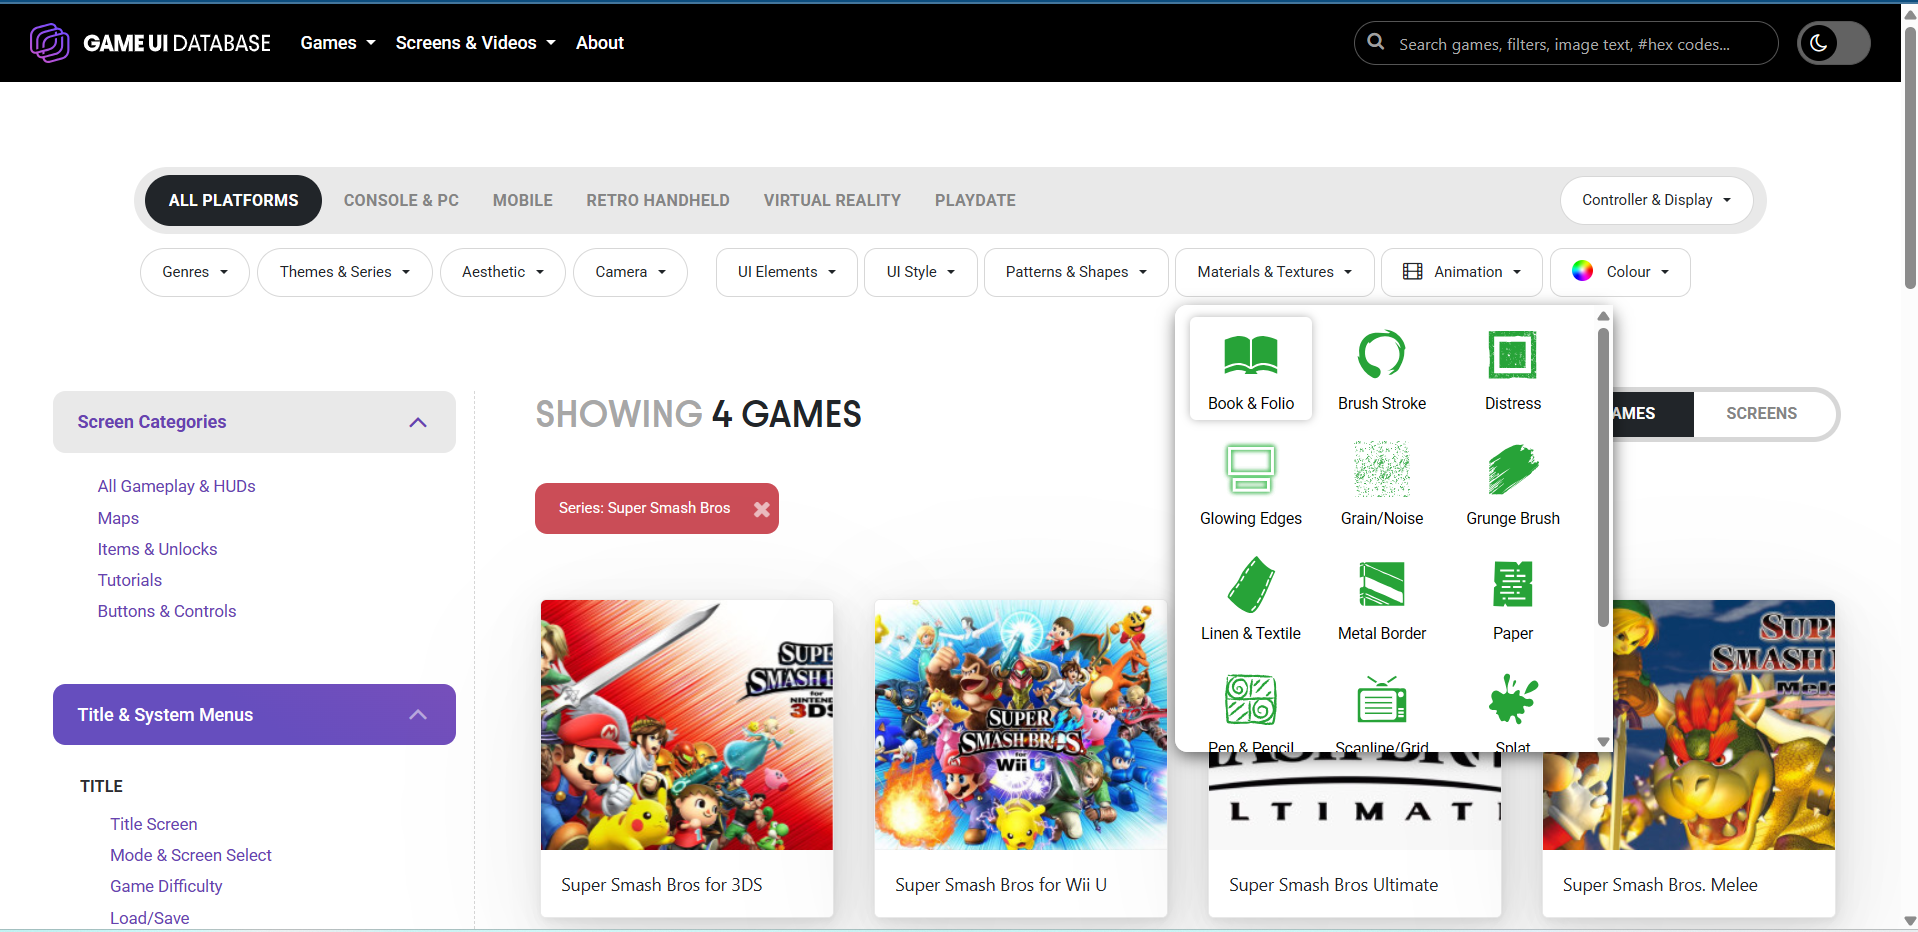 GAME UI DATABASE
Games
Screens & Videos
About
Search games, filters, image text, #hex codes...
ALL PLATFORMS
CONSOLE & PC
MOBILE
RETRO HANDHELD
VIRTUAL REALITY
PLAYDATE
Controller & Display
Genres
Themes & Series
Aesthetic
Camera
UI Elements
UI Style
Patterns & Shapes
Materials & Textures
Animation
Colour
Book & Folio
Brush Stroke
Distress
Glowing Edges
Grain/Noise
Grunge Brush
Linen & Textile
Metal Border
Paper
Pen & Pencil
Scanline/Grid
Splat
Screen Categories
All Gameplay & HUDs
Maps
Items & Unlocks
Tutorials
Buttons & Controls
Title & System Menus
TITLE
Title Screen
Mode & Screen Select
Game Difficulty
Load/Save
SHOWING 4 GAMES
AMES
SCREENS
Series: Super Smash Bros
SUPE
SMASH B
for
NINTENDO
3DS
Super Smash Bros for 3DS
SUPER
SMASH BROS.
for
Wii U
Super Smash Bros for Wii U
LTIMATE
Super Smash Bros Ultimate
SUPE
SMASH
Mele
Super Smash Bros. Melee